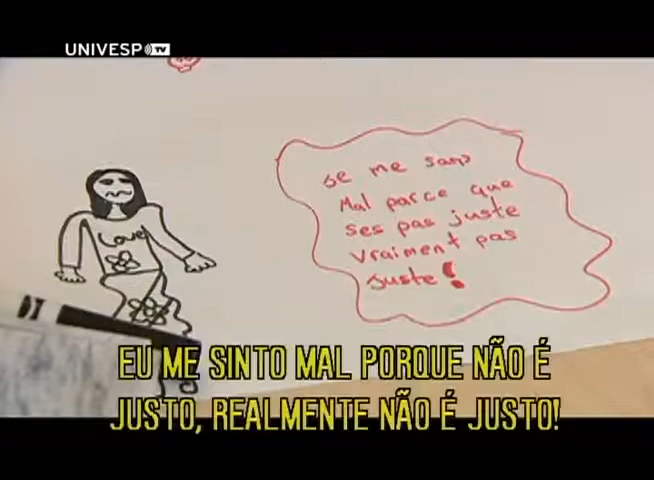 UNIVESP TV
Love
se me sans
Mal parce que
ses pas juste
vraiment pas
juste!
EU ME SINTO MAL PORQUE NÃO É
JUSTO, REALMENTE NÃO É JUSTO!